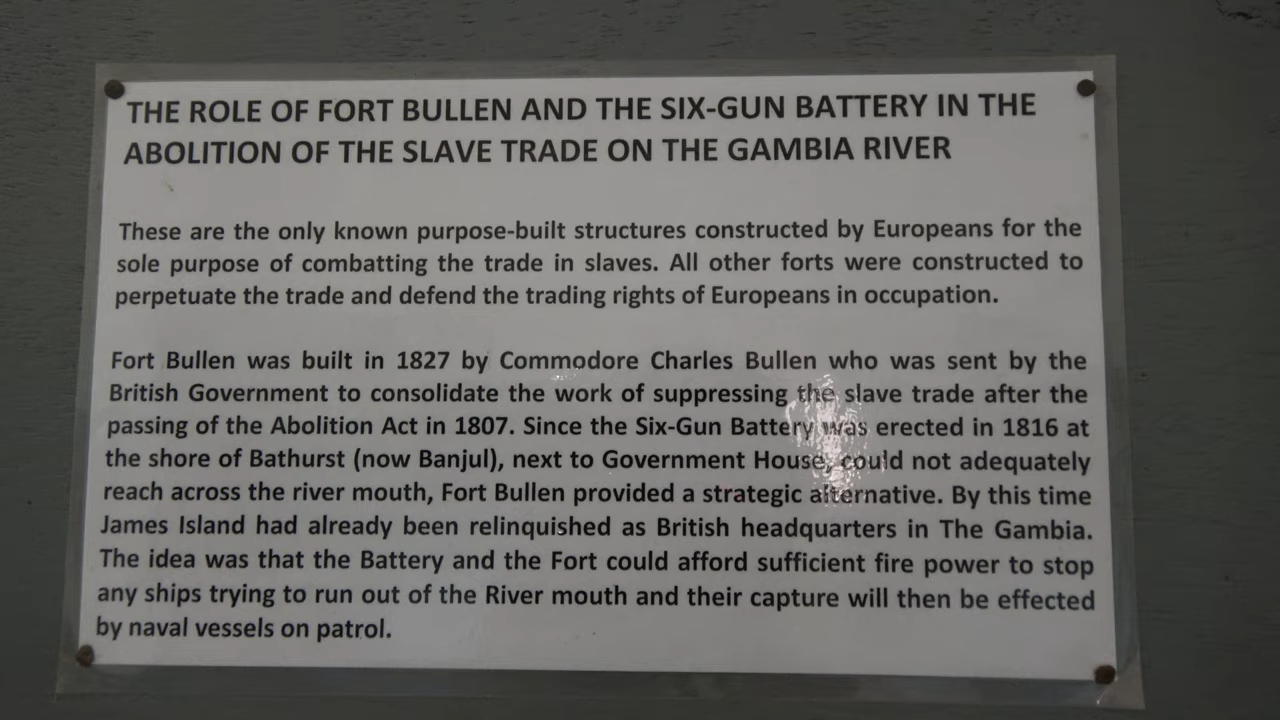 THE ROLE OF FORT BULLEN AND THE SIX-GUN BATTERY IN THE
ABOLITION OF THE SLAVE TRADE ON THE GAMBIA RIVER
These are the only known purpose-built structures constructed by Europeans for the
sole purpose of combatting the trade in slaves. All other forts were constructed to
perpetuate the trade and defend the trading rights of Europeans in occupation.
Fort Bullen was built in 1827 by Commodore Charles Bullen who was sent by the
British Government to consolidate the work of suppressing the slave trade after the
passing of the Abolition Act in 1807. Since the Six-Gun Battery was erected in 1816 at
the shore of Bathurst (now Banjul), next to Government House, could not adequately
reach across the river mouth, Fort Bullen provided a strategic alternative. By this time
James Island had already been relinquished as British headquarters in The Gambia.
The idea was that the Battery and the Fort could afford sufficient fire power to stop
any ships trying to run out of the River mouth and their capture will then be effected
by naval vessels on patrol.